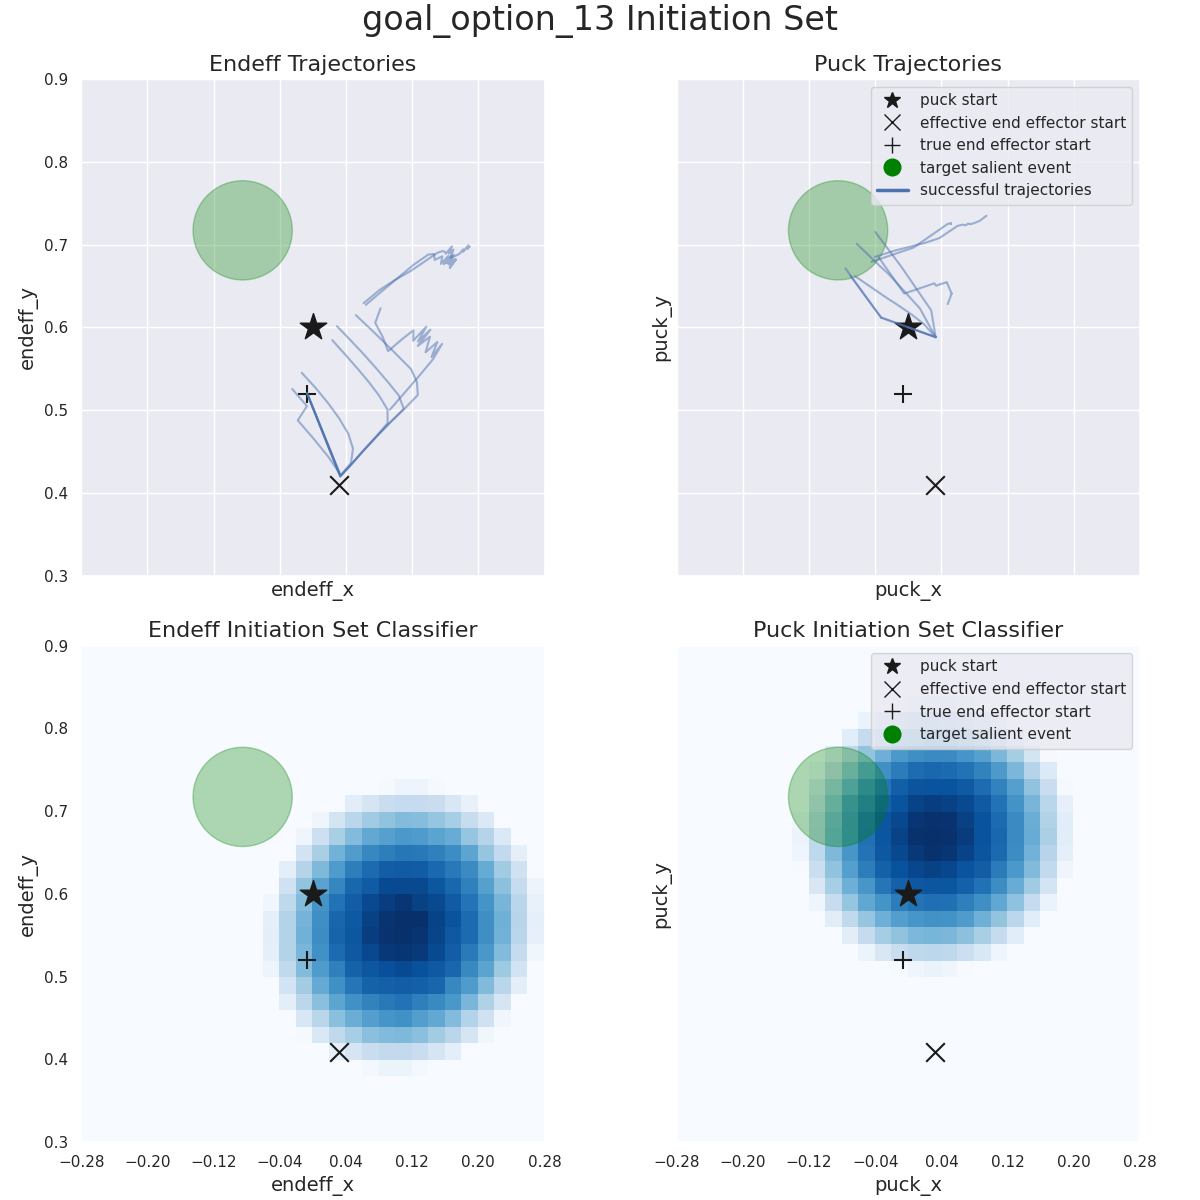 goal_option_13 Initiation Set
Endeff Trajectories
0.9
0.8
0.7
0.6
0.5
0.4
0.3
endeff_y
endeff_x
Puck Trajectories
puck start
effective end effector start
true end effector start
target salient event
successful trajectories
puck_y
puck_x
Endeff Initiation Set Classifier
0.9
0.8
0.7
0.6
0.5
0.4
0.3
endeff_y
−0.28 −0.20 −0.12 −0.04 0.04 0.12 0.20 0.28
endeff_x
Puck Initiation Set Classifier
puck start
effective end effector start
true end effector start
target salient event
puck_y
−0.28 −0.20 −0.12 −0.04 0.04 0.12 0.20 0.28
puck_x